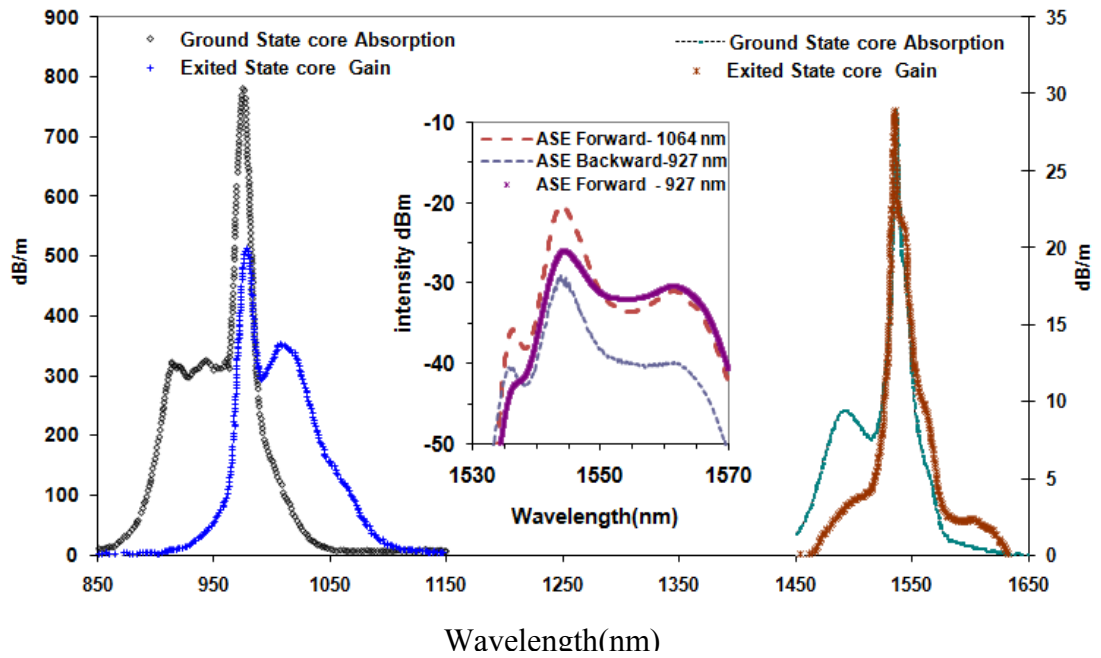 900
800
700
600
500
400
300
200
100
0
dB/m
Ground State core Absorption
Exited State core Gain
Ground State core Absorption
Exited State core Gain
35
30
25
20
15
10
5
0
dB/m
-10
-20
-30
-40
-50
intensity dBm
ASE Forward- 1064 nm
ASE Backward-927 nm
ASE Forward - 927 nm
1530 1550 1570
Wavelength(nm)
850 950 1050 1150 1250 1350 1450 1550 1650
Wavelength(nm)